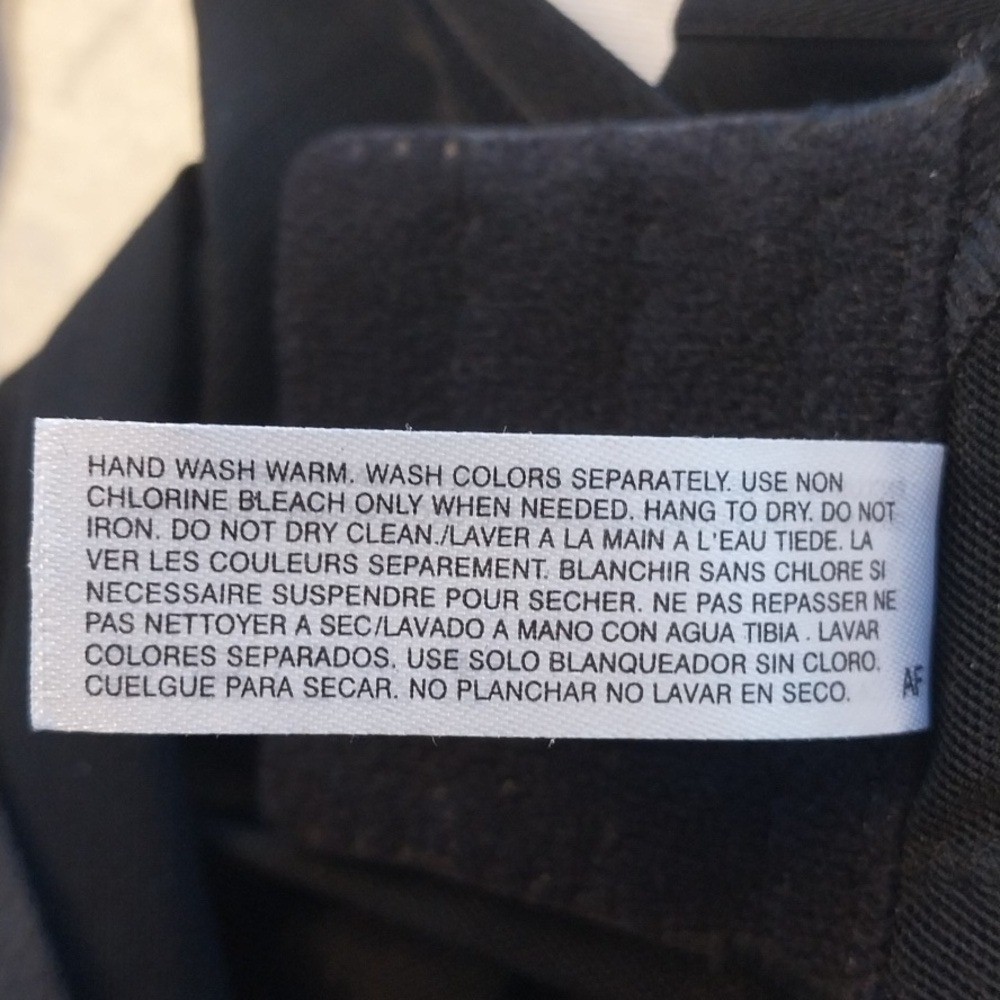 HAND WASH WARM. WASH COLORS SEPARATELY. USE NON
CHLORINE BLEACH ONLY WHEN NEEDED. HANG TO DRY. DO NOT
IRON. DO NOT DRY CLEAN./LAVER A LA MAIN A L'EAU TIEDE. LA
VER LES COULEURS SEPAREMENT. BLANCHIR SANS CHLORE SI
NECESSAIRE SUSPENDRE POUR SECHER. NE PAS REPASSER NE
PAS NETTOYER A SEC/LAVADO A MANO CON AGUA TIBIA . LAVAR
COLORES SEPARADOS. USE SOLO BLANQUEADOR SIN CLORO.
CUELGUE PARA SECAR. NO PLANCHAR NO LAVAR EN SECO.
AF